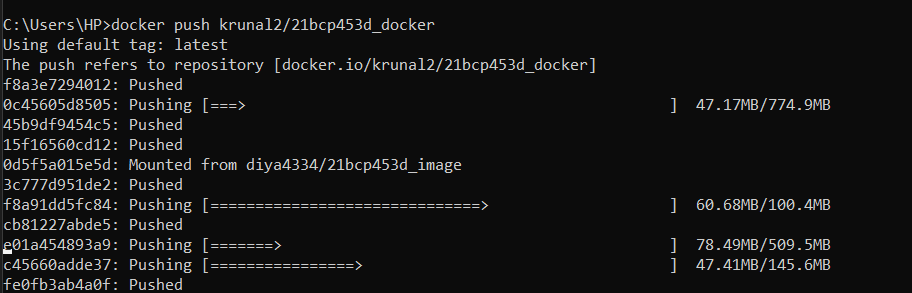 C:\Users\HP>docker push krunal2/21bcp453d_docker
Using default tag: latest
The push refers to repository [docker.io/krunal2/21bcp453d_docker]
f8a3e7294012: Pushed
0c45605d8505: Pushing [===>                                               ]  47.17MB/774.9MB
45b9df9454c5: Pushed
15f16560cd12: Pushed
0d5f5a015e5d: Mounted from diya4334/21bcp453d_image
3c777d951de2: Pushed
f8a91dd5fc84: Pushing [==============================>                    ]  60.68MB/100.4MB
cb81227abde5: Pushed
e01a454893a9: Pushing [=======>                                           ]  78.49MB/509.5MB
c45660adde37: Pushing [================>                                  ]  47.41MB/145.6MB
fe0fb3ab4a0f: Pushed